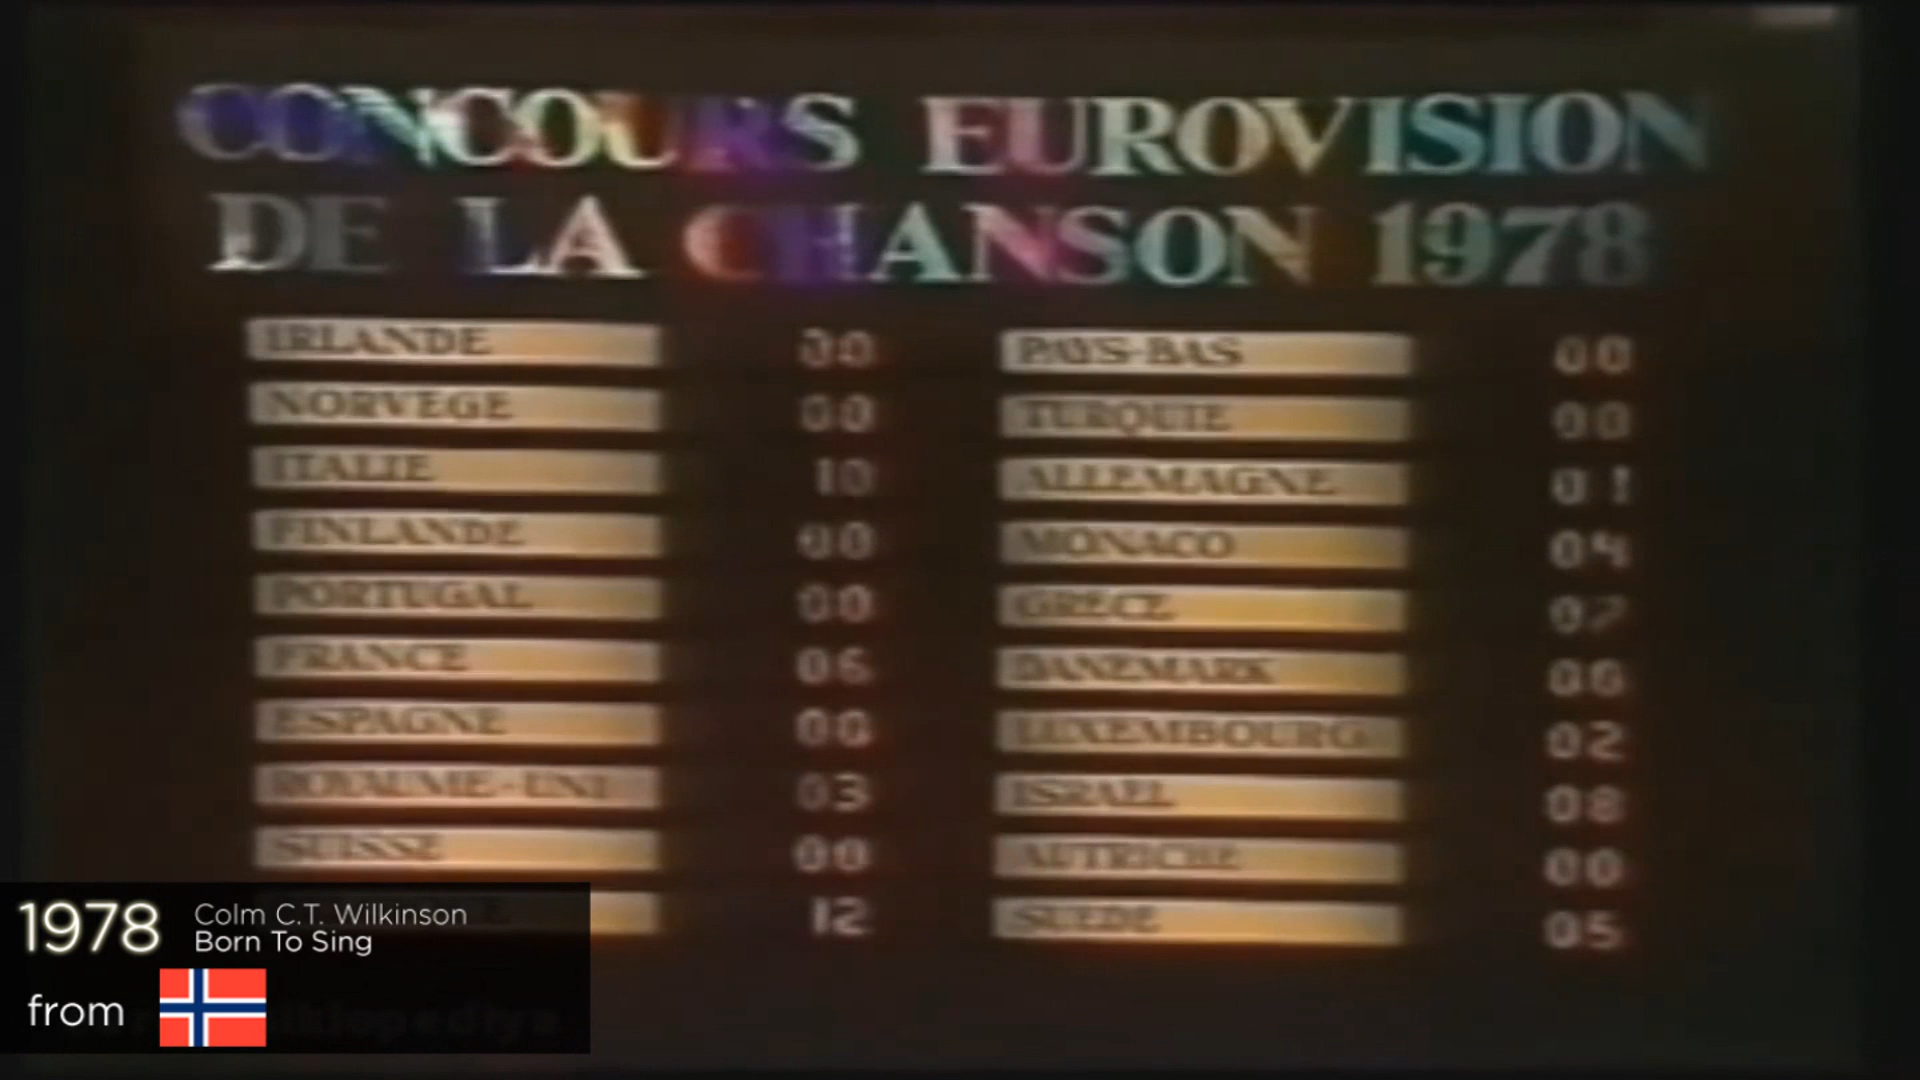 CONCOURS EUROVISION
DE LA CHANSON 1978
IRLANDE 00
NORVEGE 00
ITALIE 10
FINLANDE 00
PORTUGAL 00
FRANCE 06
ESPAGNE 00
ROYAUME-UNI 03
SUISSE 00
12
PAYS-BAS 00
TURQUIE 00
ALLEMAGNE 01
MONACO 04
GRECE 07
DANEMARK 00
LUXEMBOURG 02
ISRAEL 08
AUTRICHE 00
SUEDE 05
1978 Colm C.T. Wilkinson
Born To Sing
from